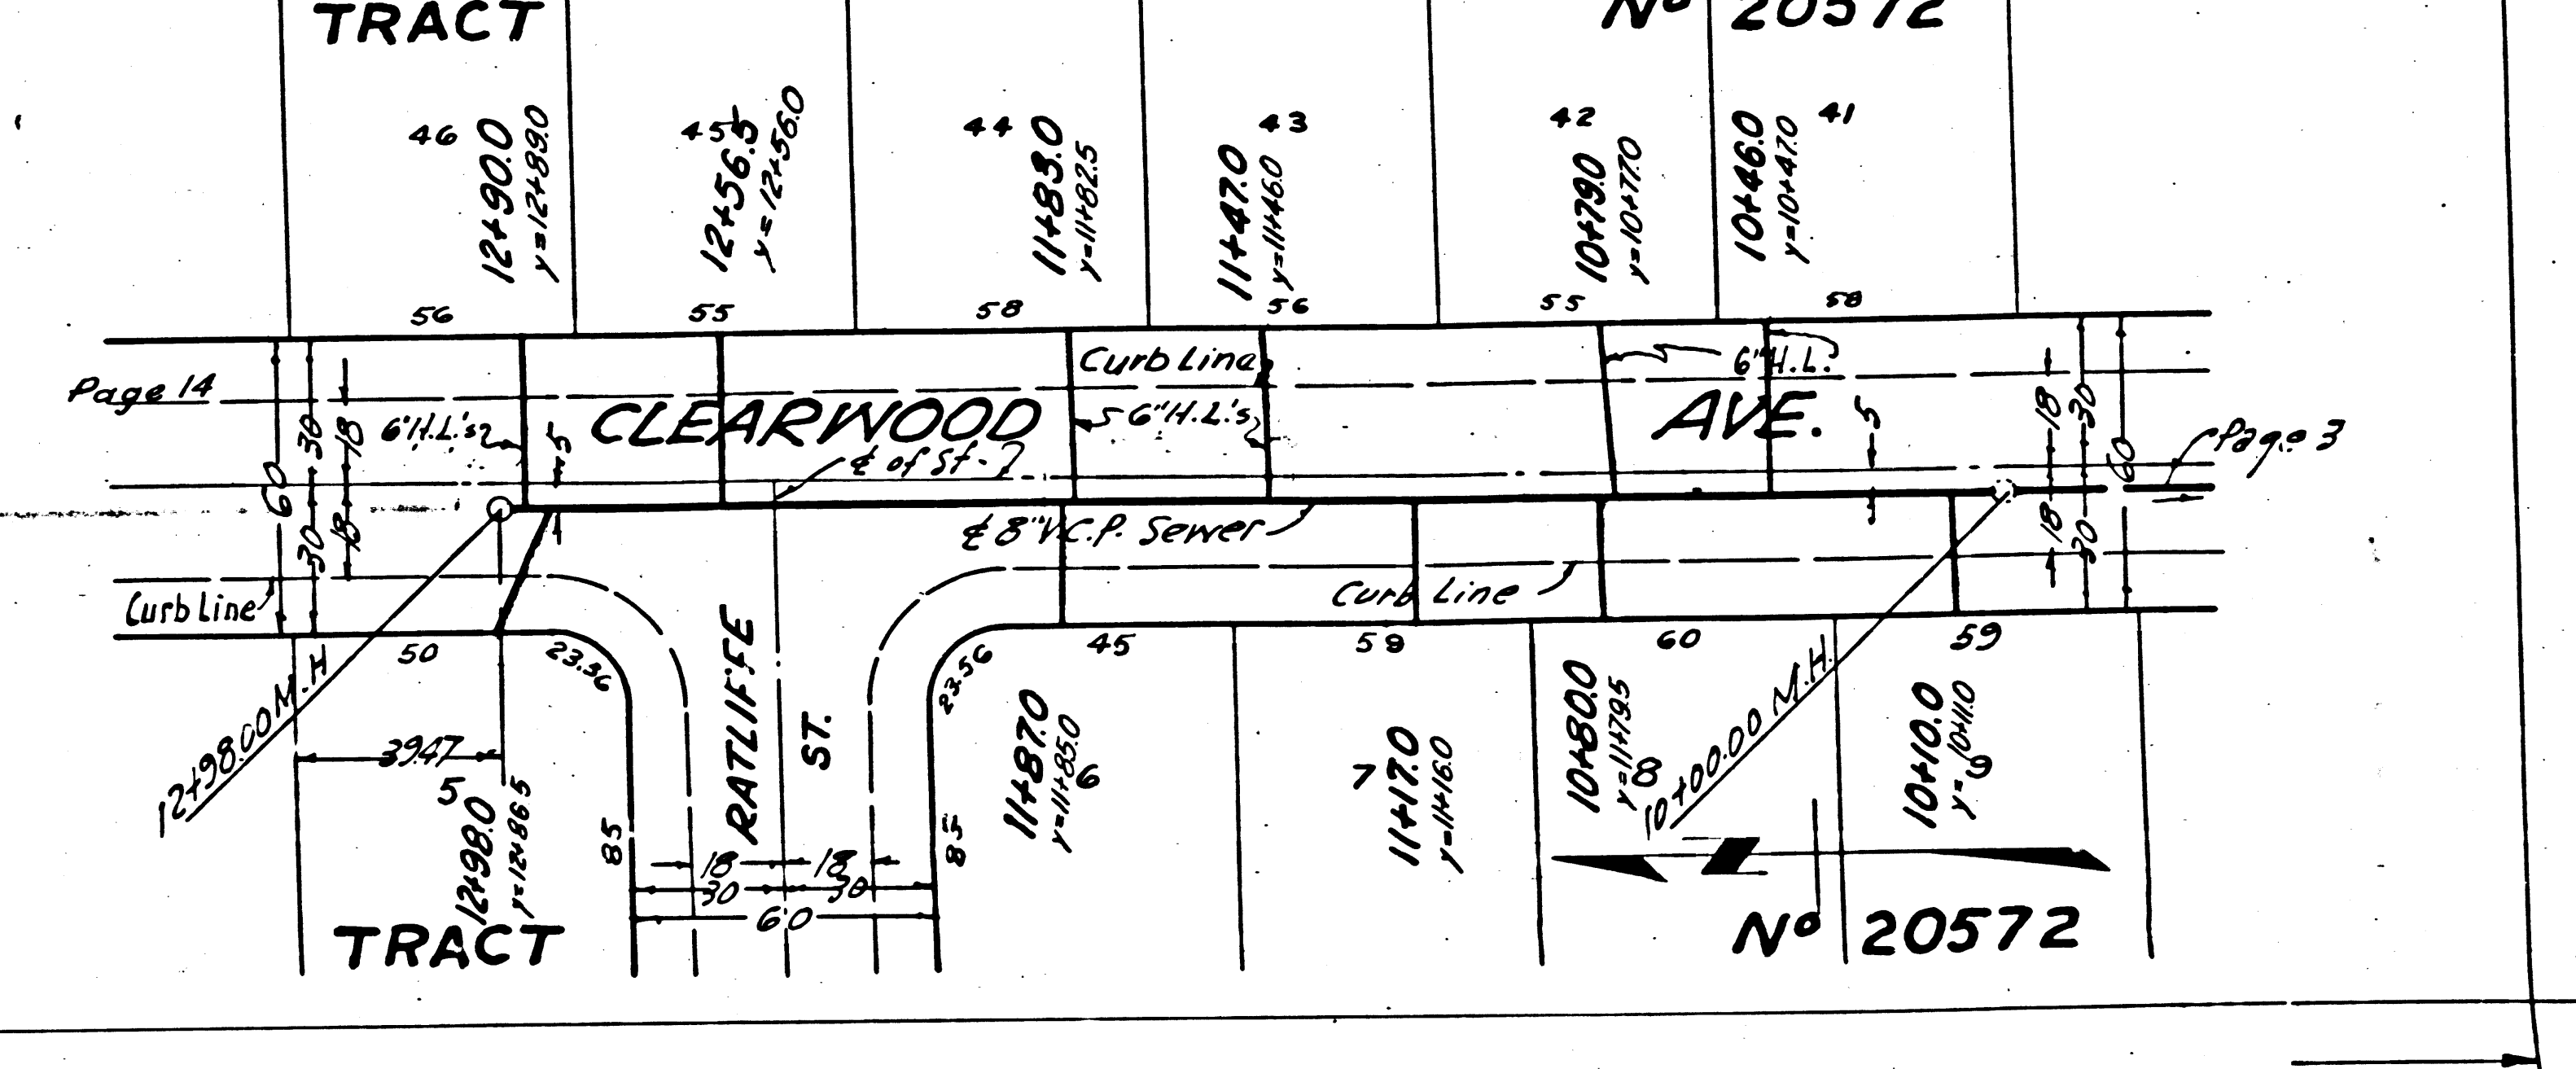 TRACT
Nº 20572
46
12+90.0
y=12+89.0
45
12+56.5
y=12+56.0
44
11+83.0
y=11+82.5
43
11+47.0
y=11+46.0
42
10+79.0
y=10+77.0
41
10+46.0
y=10+47.0
56
55
58
56
55
58
Page 14
60
30
30
18
18
6"H.L.'s
5
CLEARWOOD
AVE.
Curb Line
6"H.L.'s
6"H.L.
℄ of St.
5
18
18
30
30
60
Page 3
℄ 8" V.C.P. Sewer
Curb Line
Curb Line
50
23.56
23.56
45
59
60
59
12+98.00 M.H.
39.47
5
12+98.0
y=12+86.5
85
RATLIFFE
ST.
85
18
18
30
30
60
11+87.0
y=11+85.0
6
7
11+17.0
y=11+16.0
10+80.0
y=11+79.5
8
10+00.00 M.H.
10+10.0
y=10+11.0
9
TRACT
Nº 20572